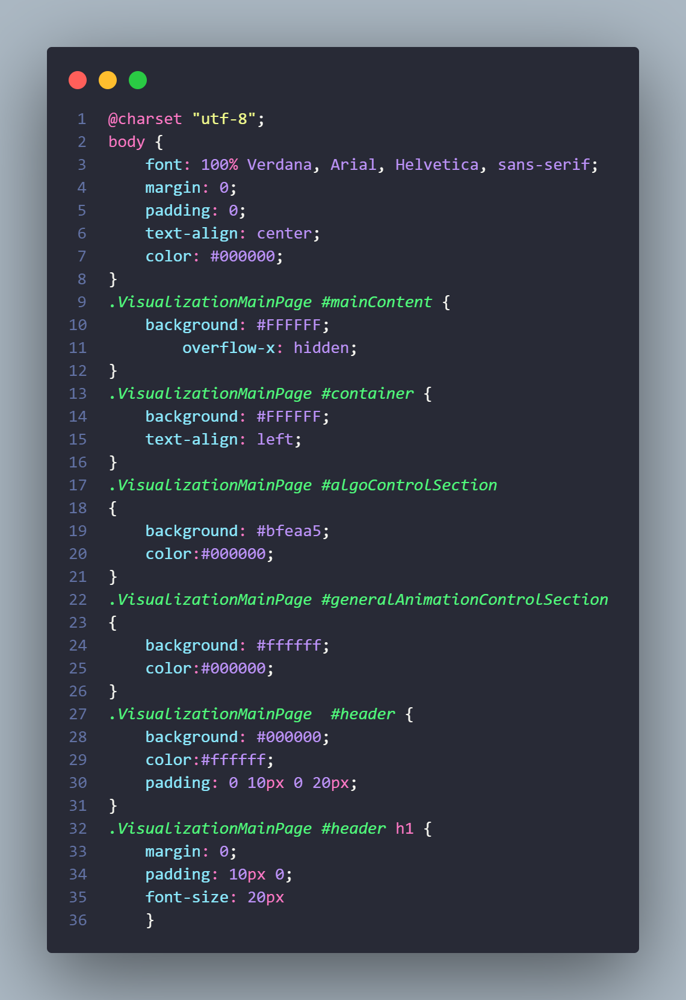 1 @charset "utf-8";
2 body {
3     font: 100% Verdana, Arial, Helvetica, sans-serif;
4     margin: 0;
5     padding: 0;
6     text-align: center;
7     color: #000000;
8 }
9 .VisualizationMainPage #mainContent {
10     background: #FFFFFF;
11         overflow-x: hidden;
12 }
13 .VisualizationMainPage #container {
14     background: #FFFFFF;
15     text-align: left;
16 }
17 .VisualizationMainPage #algoControlSection
18 {
19     background: #bfeaa5;
20     color:#000000;
21 }
22 .VisualizationMainPage #generalAnimationControlSection
23 {
24     background: #ffffff;
25     color:#000000;
26 }
27 .VisualizationMainPage  #header {
28     background: #000000;
29     color:#ffffff;
30     padding: 0 10px 0 20px;
31 }
32 .VisualizationMainPage #header h1 {
33     margin: 0;
34     padding: 10px 0;
35     font-size: 20px
36     }